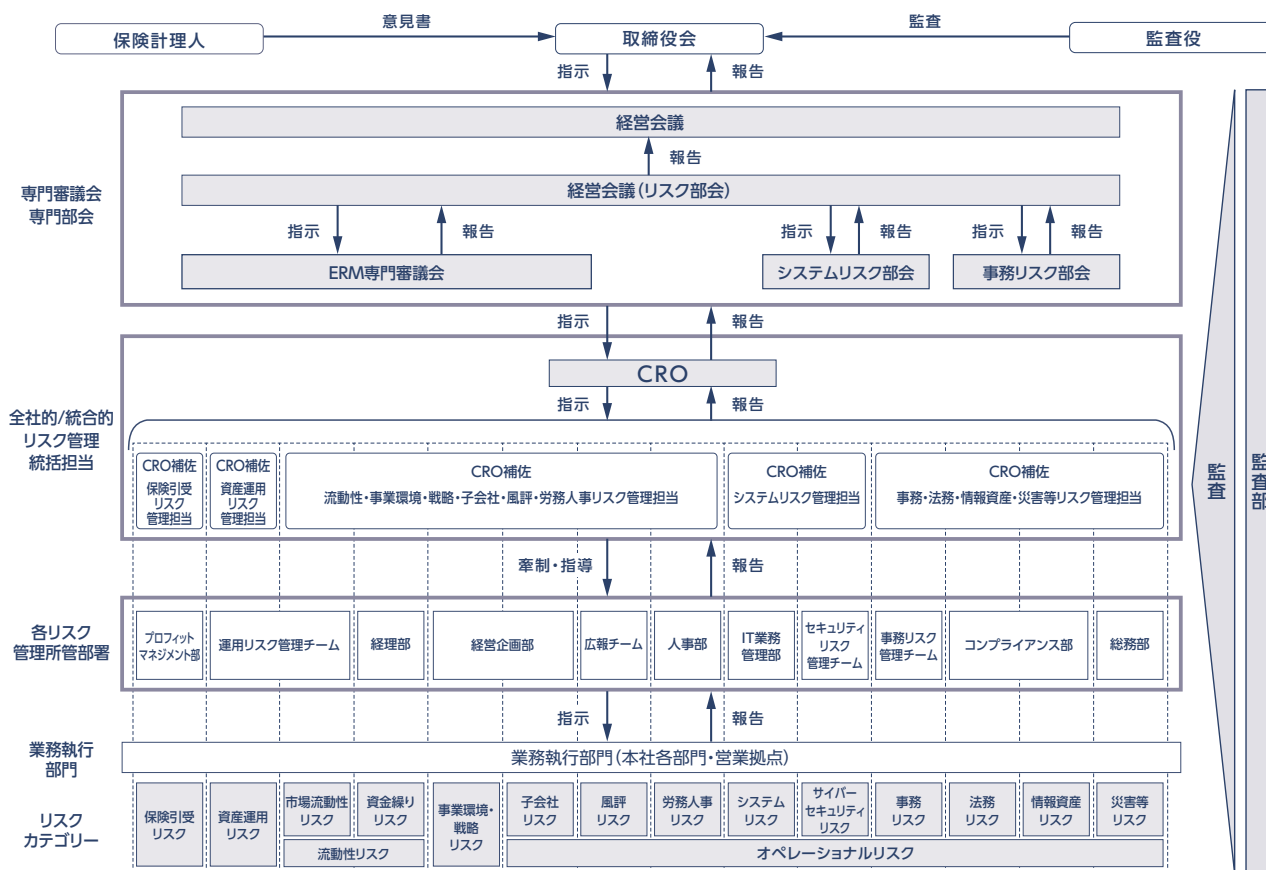 意見書
監査
保険計理人
取締役会
監査役
指示
報告
経営会議
報告
専門審議会
専門部会
経営会議(リスク部会)
指示
報告
指示
報告
指示
報告
ERM専門審議会
システムリスク部会
事務リスク部会
指示
報告
CRO
指示
報告
全社的/統合的
リスク管理
統括担当
CRO補佐
保険引受
リスク
管理担当
CRO補佐
資産運用
リスク
管理担当
CRO補佐
流動性・事業環境・戦略・子会社・風評・労務人事リスク管理担当
CRO補佐
システムリスク管理担当
CRO補佐
事務・法務・情報資産・災害等リスク管理担当
監査
監査部
牽制・指導
報告
各リスク
管理所管部署
プロフィット
マネジメント部
運用リスク管理チーム
経理部
経営企画部
広報チーム
人事部
IT業務
管理部
セキュリティ
リスク
管理チーム
事務リスク
管理チーム
コンプライアンス部
総務部
指示
報告
業務執行
部門
業務執行部門(本社各部門・営業拠点)
リスク
カテゴリー
保険引受
リスク
資産運用
リスク
市場流動性
リスク
資金繰り
リスク
流動性リスク
事業環境・
戦略
リスク
子会社
リスク
風評
リスク
労務人事
リスク
システム
リスク
サイバー
セキュリティ
リスク
事務
リスク
法務
リスク
情報資産
リスク
災害等
リスク
オペレーショナルリスク